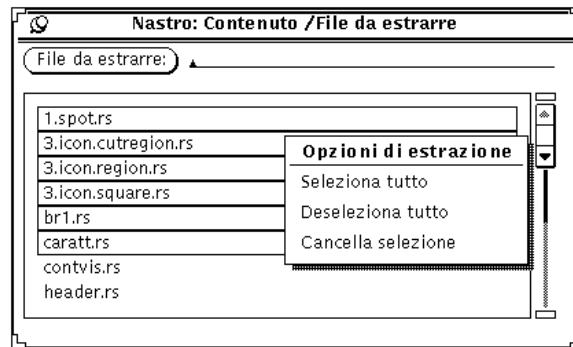 Nastro: Contenuto /File da estrarre
File da estrarre:
1.spot.rs
3.icon.cutregion.rs
3.icon.region.rs
3.icon.square.rs
br1.rs
caratt.rs
contvis.rs
header.rs
Opzioni di estrazione
Seleziona tutto
Deseleziona tutto
Cancella selezione